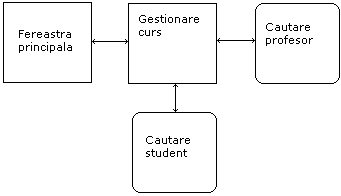 Fereastra
principala
Gestionare
curs
Cautare
profesor
Cautare
student